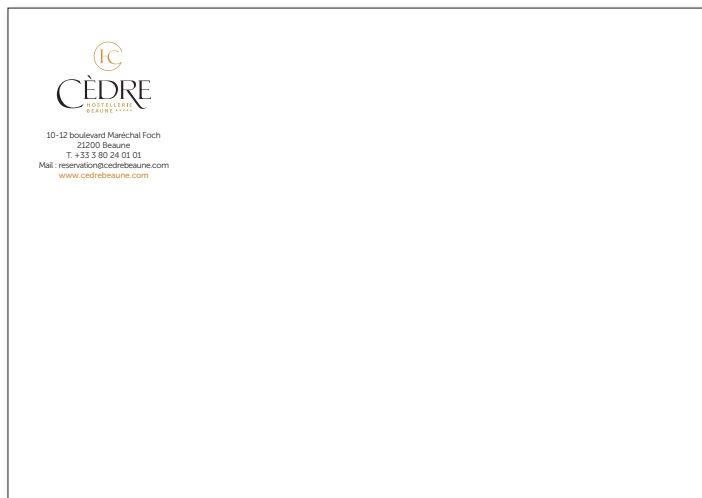 HC
CÈDRE
HOSTELLERIE
BEAUNE *****
10-12 boulevard Maréchal Foch
21200 Beaune
T. +33 3 80 24 01 01
Mail : reservation@cedrebeaune.com
www.cedrebeaune.com